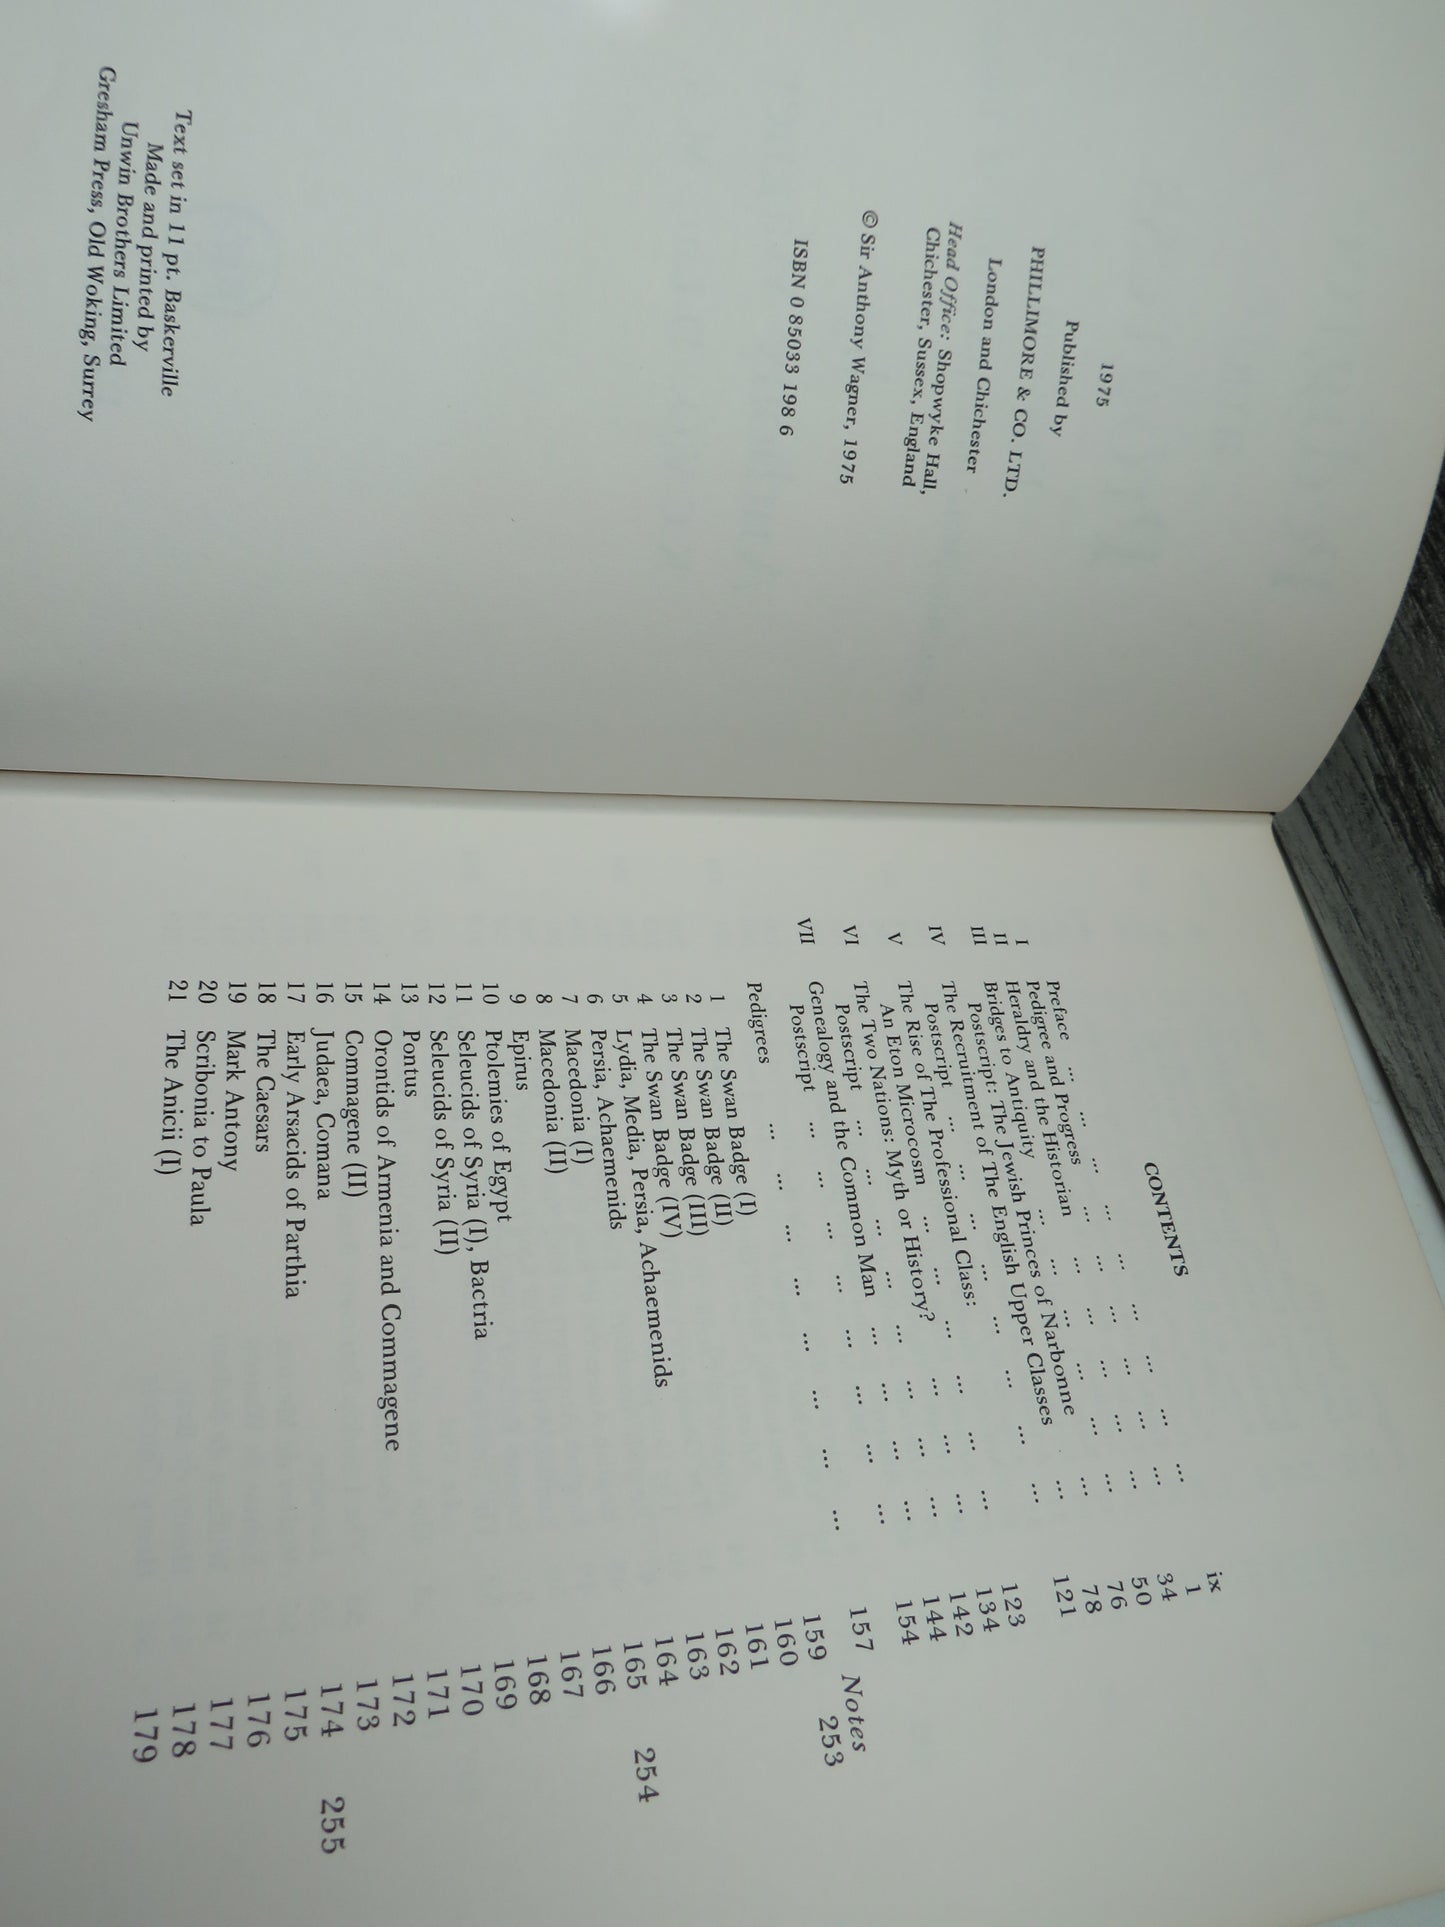 1975
Published by
PHILLIMORE & CO. LTD.
London and Chichester
Head Office: Shopwyke Hall,
Chichester, Sussex, England
© Sir Anthony Wagner, 1975
ISBN 0 85033 198 6
Text set in 11 pt. Baskerville
Made and printed by
Unwin Brothers Limited
Gresham Press, Old Woking, Surrey
CONTENTS
Preface ... ... ... ... ... ... ... ... ... ix
I Pedigree and Progress ... ... ... ... ... ... 1
II Heraldry and the Historian ... ... ... ... ... 34
III Bridges to Antiquity ... ... ... ... ... ... 50
Postscript: The Jewish Princes of Narbonne ... ... 76
IV The Recruitment of The English Upper Classes ... 78
Postscript ... ... ... ... ... ... ... ... 121
V The Rise of The Professional Class:
An Eton Microcosm ... ... ... ... ... ... 123
VI The Two Nations: Myth or History? ... ... ... 134
Postscript ... ... ... ... ... ... ... ... 142
VII Genealogy and the Common Man ... ... ... ... 144
Postscript ... ... ... ... ... ... ... ... 154
Pedigrees ... ... ... ... ... ... ... ... 157 Notes
1 The Swan Badge (I) 159 253
2 The Swan Badge (II) 160
3 The Swan Badge (III) 161
4 The Swan Badge (IV) 162
5 Lydia, Media, Persia, Achaemenids 163
6 Persia, Achaemenids 164
7 Macedonia (I) 165 254
8 Macedonia (II) 166
9 Epirus 167
10 Ptolemies of Egypt 168
11 Seleucids of Syria (I), Bactria 169
12 Seleucids of Syria (II) 170
13 Pontus 171
14 Orontids of Armenia and Commagene 172
15 Commagene (II) 173
16 Judaea, Comana 174 255
17 Early Arsacids of Parthia 175
18 The Caesars 176
19 Mark Antony 177
20 Scribonia to Paula 178
21 The Anicii (I) 179